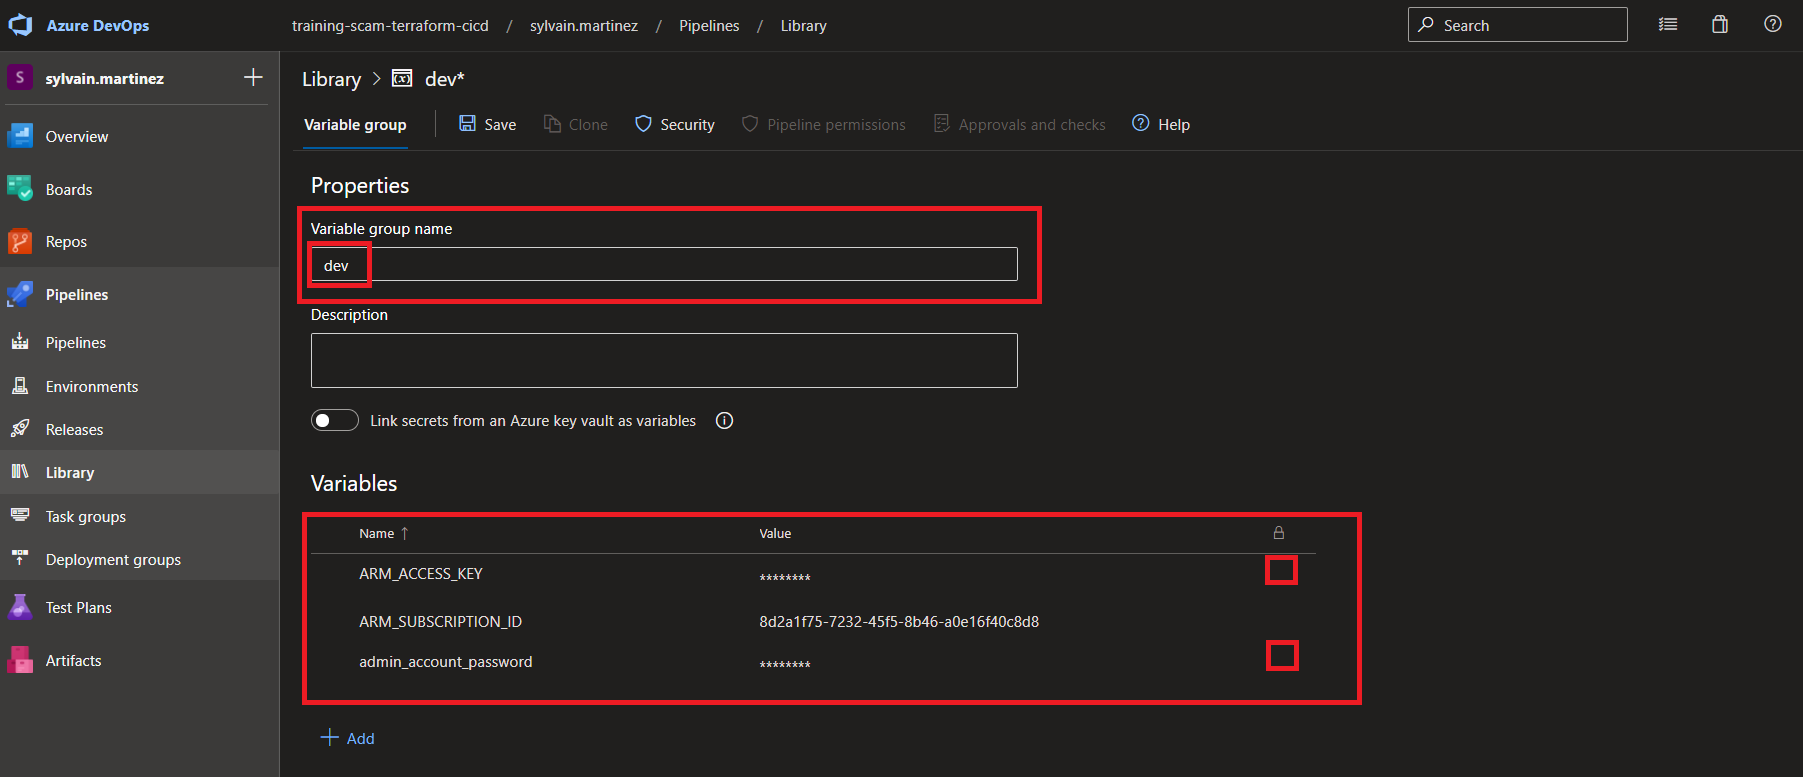 Azure DevOps
training-scam-terraform-cicd / sylvain.martinez / Pipelines / Library
Search
S sylvain.martinez
Overview
Boards
Repos
Pipelines
Pipelines
Environments
Releases
Library
Task groups
Deployment groups
Test Plans
Artifacts
Library > dev*
Variable group Save Clone Security Pipeline permissions Approvals and checks Help
Properties
Variable group name
dev
Description
Link secrets from an Azure key vault as variables
Variables
Name ↑ Value
ARM_ACCESS_KEY ********
ARM_SUBSCRIPTION_ID 8d2a1f75-7232-45f5-8b46-a0e16f40c8d8
admin_account_password ********
+ Add